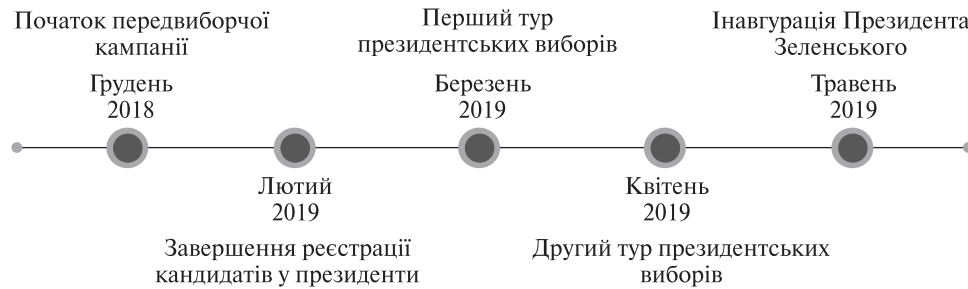 Початок передвиборчої
кампанії
Грудень
2018
Лютий
2019
Завершення реєстрації
кандидатів у президенти
Перший тур
президентських виборів
Березень
2019
Квітень
2019
Другий тур президентських
виборів
Інавгурація Президента
Зеленського
Травень
2019